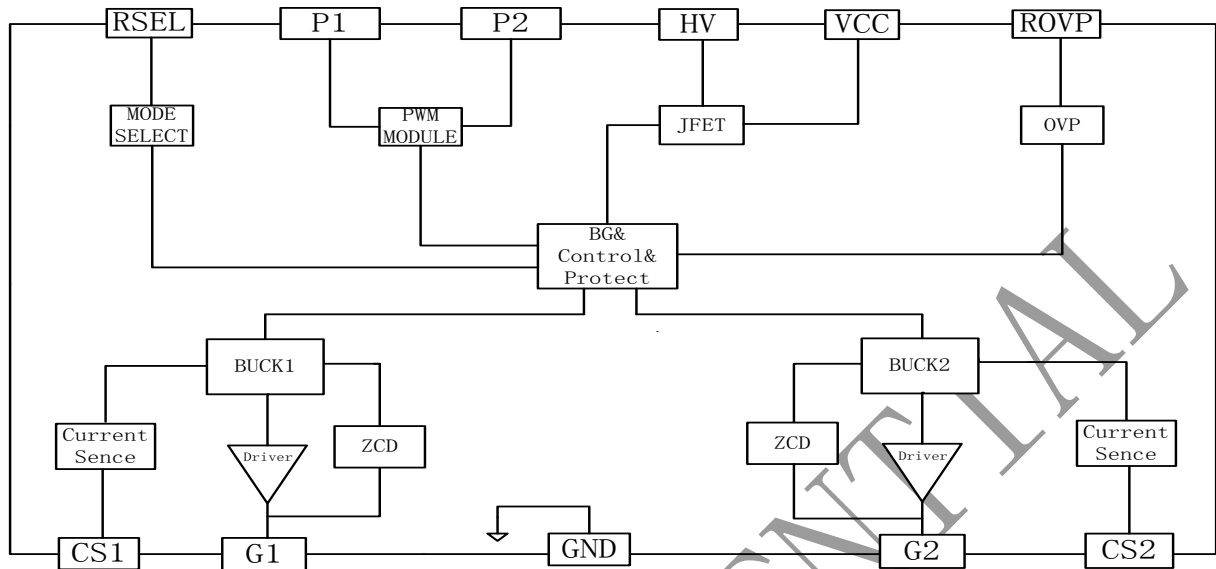 RSEL
P1
P2
HV
VCC
ROVP
MODE
SELECT
PWM
MODULE
JFET
OVP
BG&
Control&
Protect
BUCK1
BUCK2
Current
Sence
Driver
ZCD
ZCD
Driver
Current
Sence
CS1
G1
GND
G2
CS2
ENTIAL